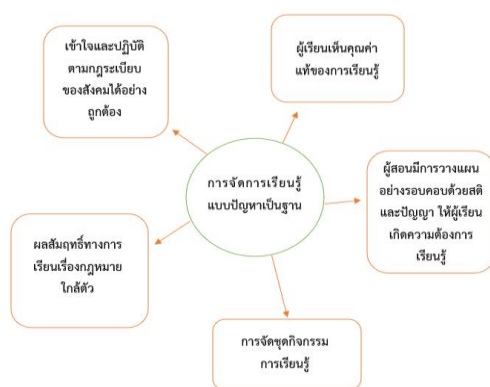 เข้าใจและปฏิบัติ
ตามกฎระเบียบ
ของสังคมได้อย่าง
ถูกต้อง
ผู้เรียนเห็นคุณค่า
แท้ของการเรียนรู้
การจัดการเรียนรู้
แบบปัญหาเป็นฐาน
ผู้สอนมีการวางแผน
อย่างรอบคอบด้วยสติ
และปัญญา ให้ผู้เรียน
เกิดความต้องการ
เรียนรู้
ผลสัมฤทธิ์ทางการ
เรียนเรื่องกฎหมาย
ใกล้ตัว
การจัดชุดกิจกรรม
การเรียนรู้